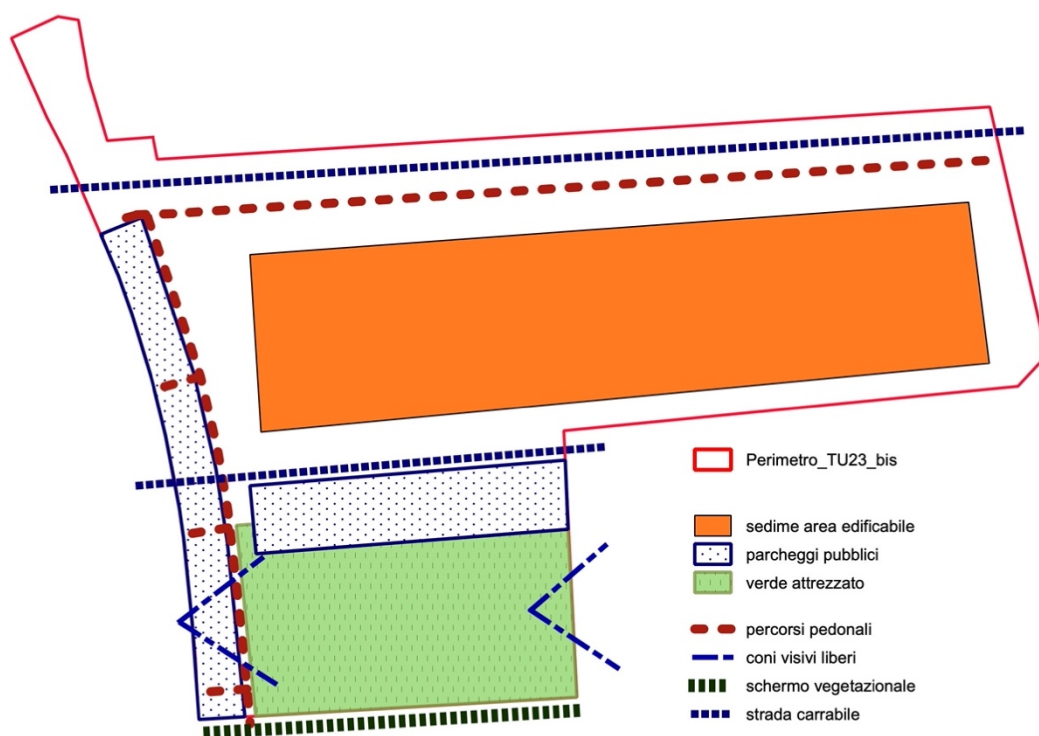 Perimetro_TU23_bis
sedime area edificabile
parcheggi pubblici
verde attrezzato
percorsi pedonali
coni visivi liberi
schermo vegetazionale
strada carrabile